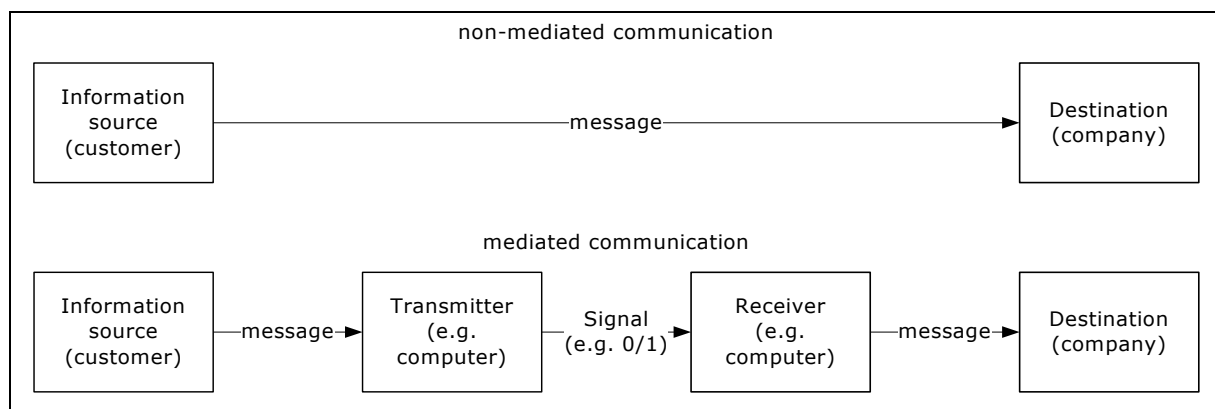 non-mediated communication
Information
source
(customer)
message
Destination
(company)
mediated communication
Information
source
(customer)
message
Transmitter
(e.g.
computer)
Signal
(e.g. 0/1)
Receiver
(e.g.
computer)
message
Destination
(company)